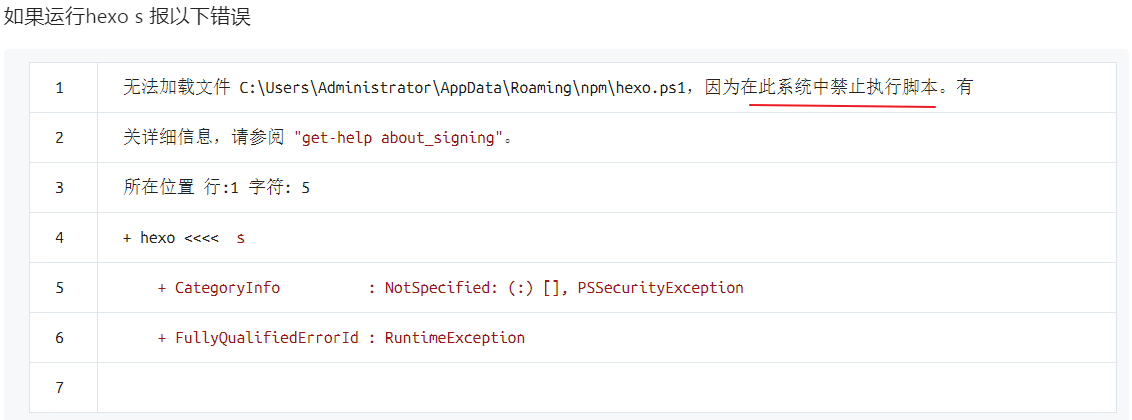 如果运行hexo s 报以下错误
1 无法加载文件 C:\Users\Administrator\AppData\Roaming\npm\hexo.ps1，因为在此系统中禁止执行脚本。有
2 关详细信息，请参阅 "get-help about_signing"。
3 所在位置 行:1 字符: 5
4 + hexo <<<<  s
5     + CategoryInfo          : NotSpecified: (:) [], PSSecurityException
6     + FullyQualifiedErrorId : RuntimeException
7